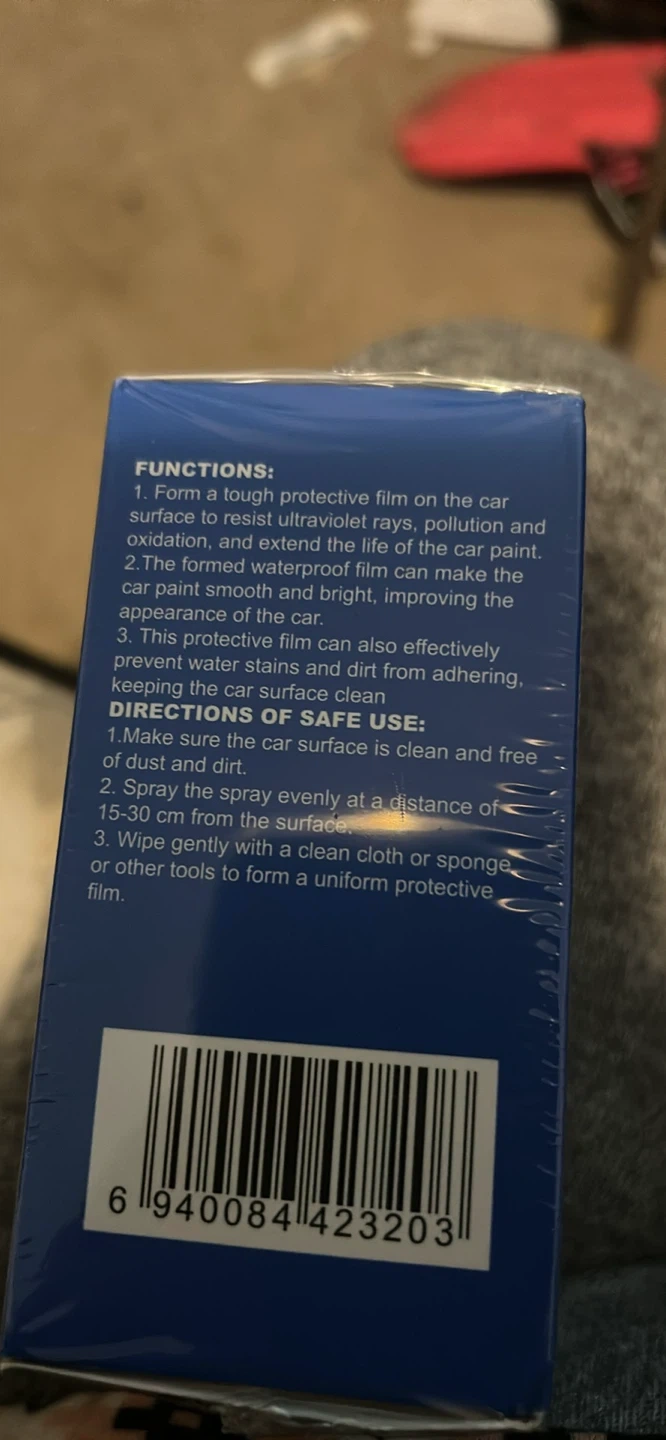 FUNCTIONS:
1. Form a tough protective film on the car
surface to resist ultraviolet rays, pollution and
oxidation, and extend the life of the car paint.
2.The formed waterproof film can make the
car paint smooth and bright, improving the
appearance of the car.
3. This protective film can also effectively
prevent water stains and dirt from adhering,
keeping the car surface clean
DIRECTIONS OF SAFE USE:
1.Make sure the car surface is clean and free
of dust and dirt.
2. Spray the spray evenly at a distance of
15-30 cm from the surface.
3. Wipe gently with a clean cloth or sponge
or other tools to form a uniform protective
film.
6 940084 423203